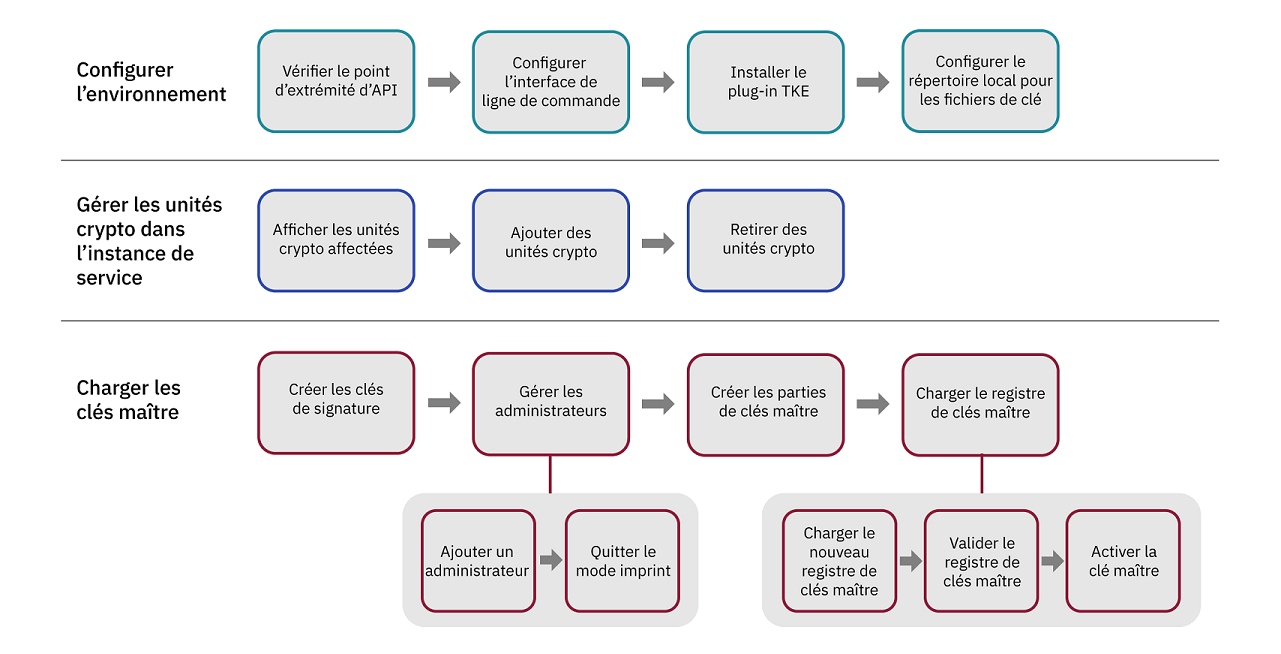 Configurer
l’environnement
Vérifier le point
d’extrémité d’API
Configurer
l’interface de
ligne de commande
Installer le
plug-in TKE
Configurer le
répertoire local pour
les fichiers de clé
Gérer les unités
crypto dans
l’instance de
service
Afficher les unités
crypto affectées
Ajouter des
unités crypto
Retirer des
unités crypto
Charger les
clés maître
Créer les clés
de signature
Gérer les
administrateurs
Créer les parties
de clés maître
Charger le registre
de clés maître
Ajouter un
administrateur
Quitter le
mode imprint
Charger le
nouveau
registre de
clés maître
Valider le
registre de
clés maître
Activer la
clé maître